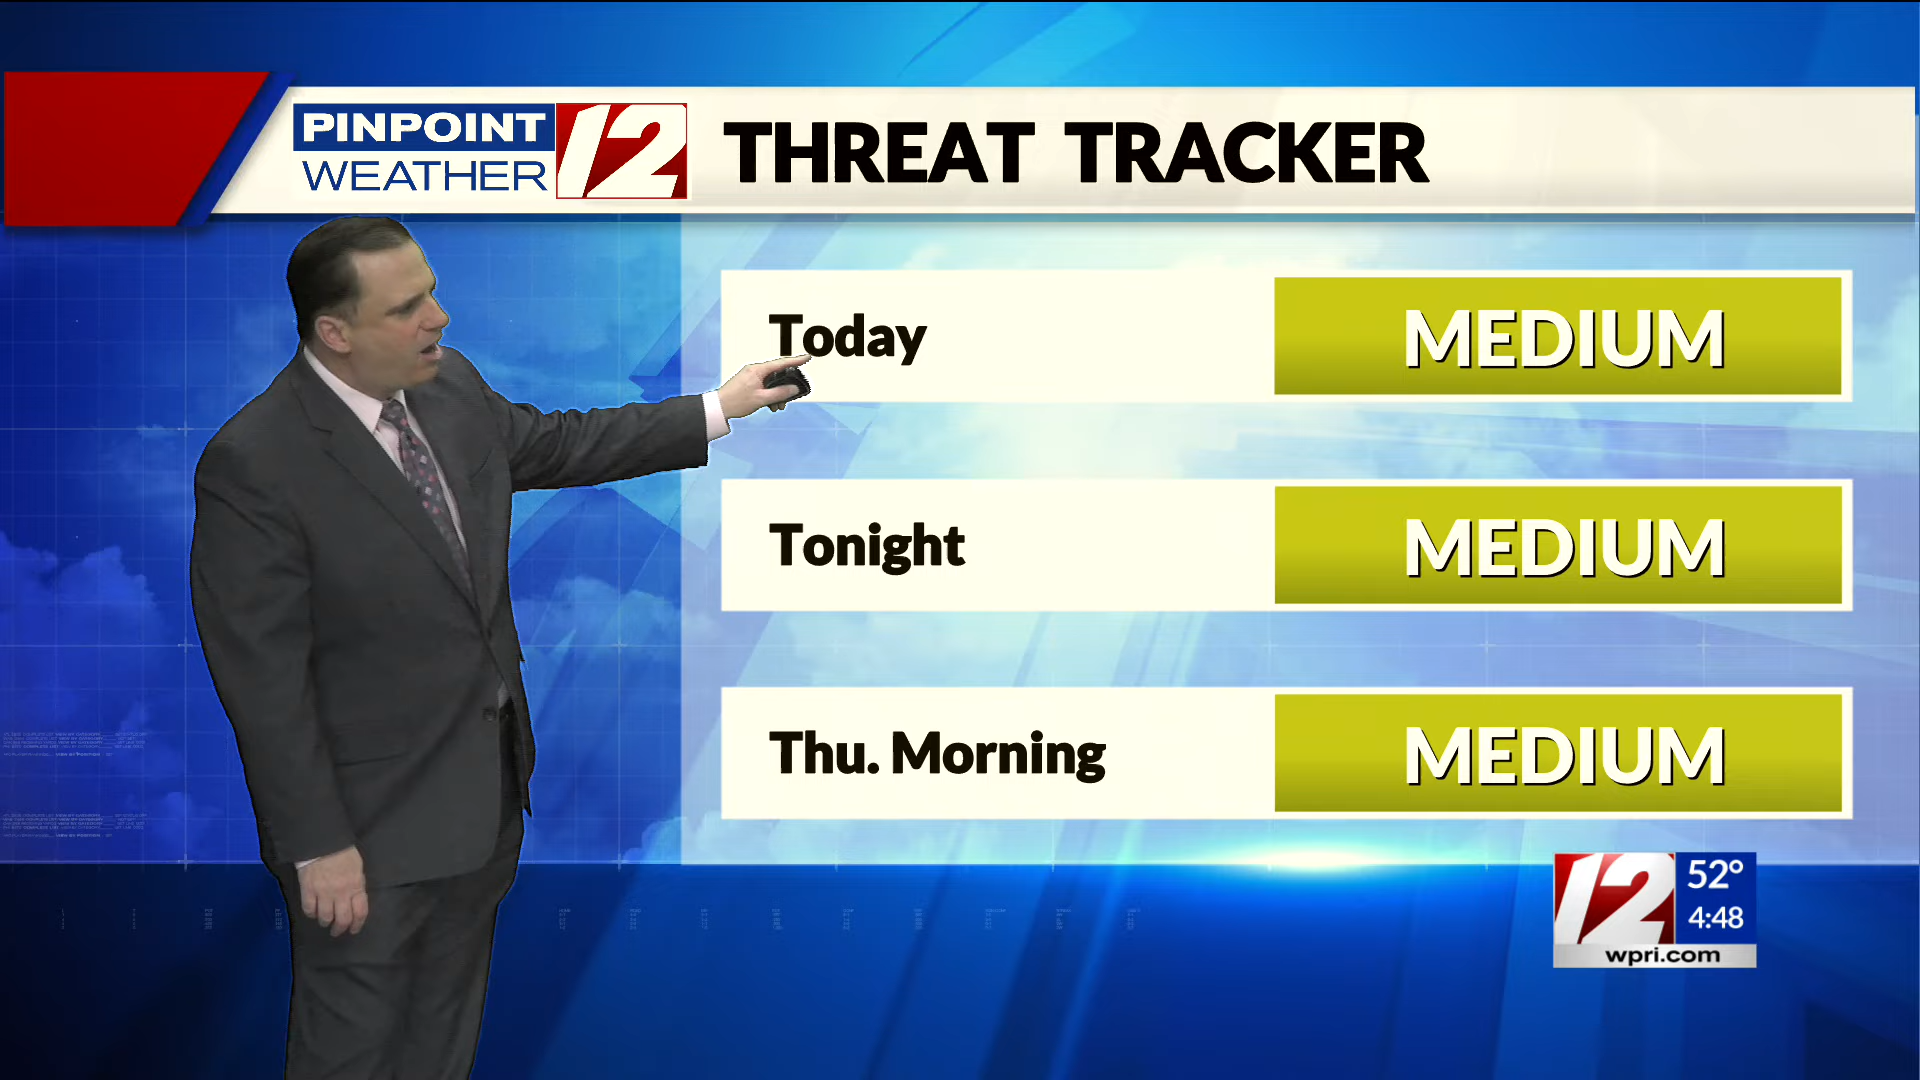 PINPOINT
WEATHER
12
THREAT TRACKER
Today
MEDIUM
Tonight
MEDIUM
Thu. Morning
MEDIUM
12
52°
4:48
wpri.com